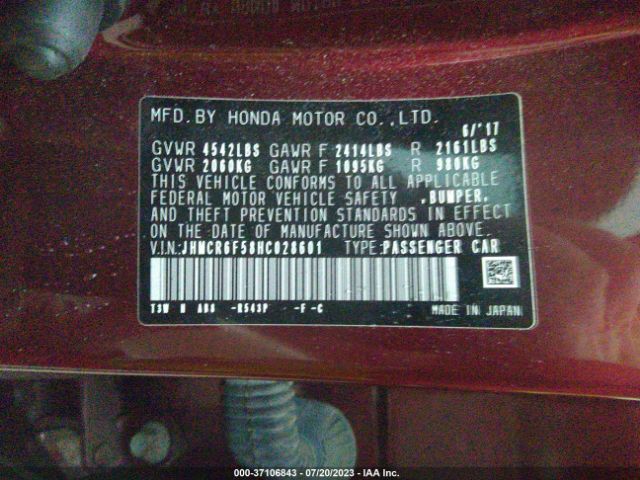 MFD. BY HONDA MOTOR CO., LTD.
6/'17
GVWR 4542LBS GAWR F 2414LBS R 2161LBS
GVWR 2060KG GAWR F 1095KG R 980KG
THIS VEHICLE CONFORMS TO ALL APPLICABLE
FEDERAL MOTOR VEHICLE SAFETY ,BUMPER,
AND THEFT PREVENTION STANDARDS IN EFFECT
ON THE DATE OF MANUFACTURE SHOWN ABOVE.
V.I.N: JHMCR6F58HC028601 TYPE: PASSENGER CAR
T3W -R543P -F -C
MADE IN JAPAN
000-37106843 / 07/20/2023 - IAA Inc.